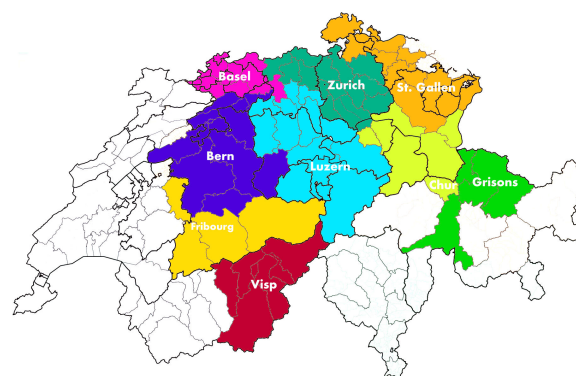 Basel
Zurich
St. Gallen
Bern
Luzern
Chur
Grisons
Fribourg
Visp